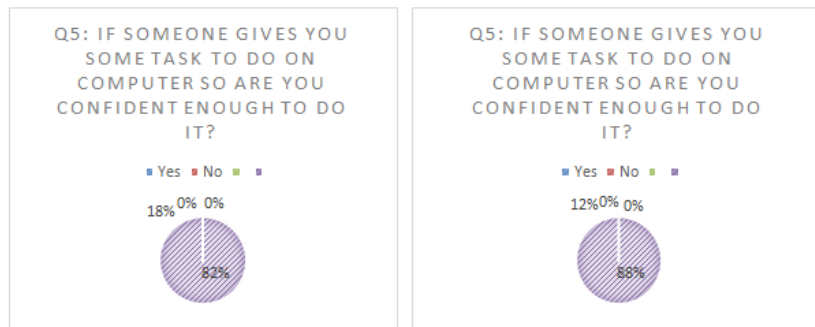 Q5: IF SOMEONE GIVES YOU
SOME TASK TO DO ON
COMPUTER SO ARE YOU
CONFIDENT ENOUGH TO DO
IT?
Yes No
18% 0% 0%
82%
Q5: IF SOMEONE GIVES YOU
SOME TASK TO DO ON
COMPUTER SO ARE YOU
CONFIDENT ENOUGH TO DO
IT?
Yes No
12% 0% 0%
88%